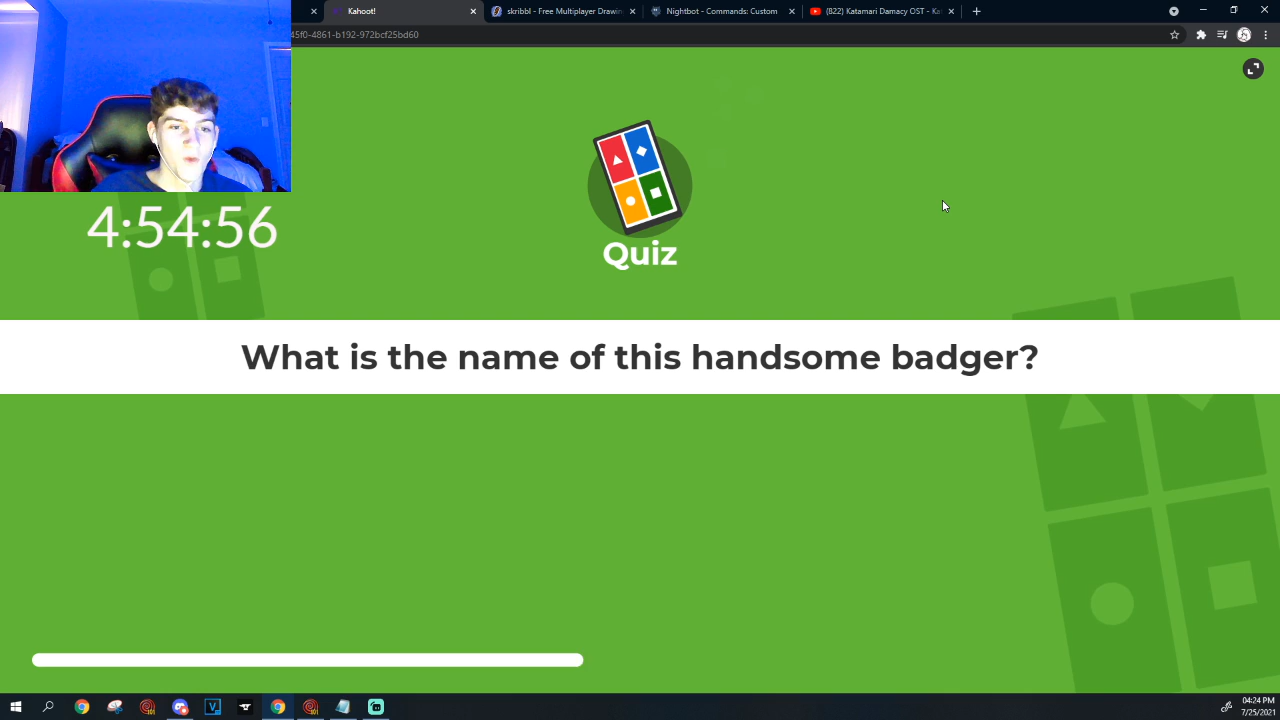 Kahoot!
skribbl - Free Multiplayer Drawin
Nightbot - Commands: Custom
(822) Katamari Damacy OST - Ka
45f0-4861-b192-972bcf25bd60
4:54:56
Quiz
What is the name of this handsome badger?
04:24 PM
7/25/2021